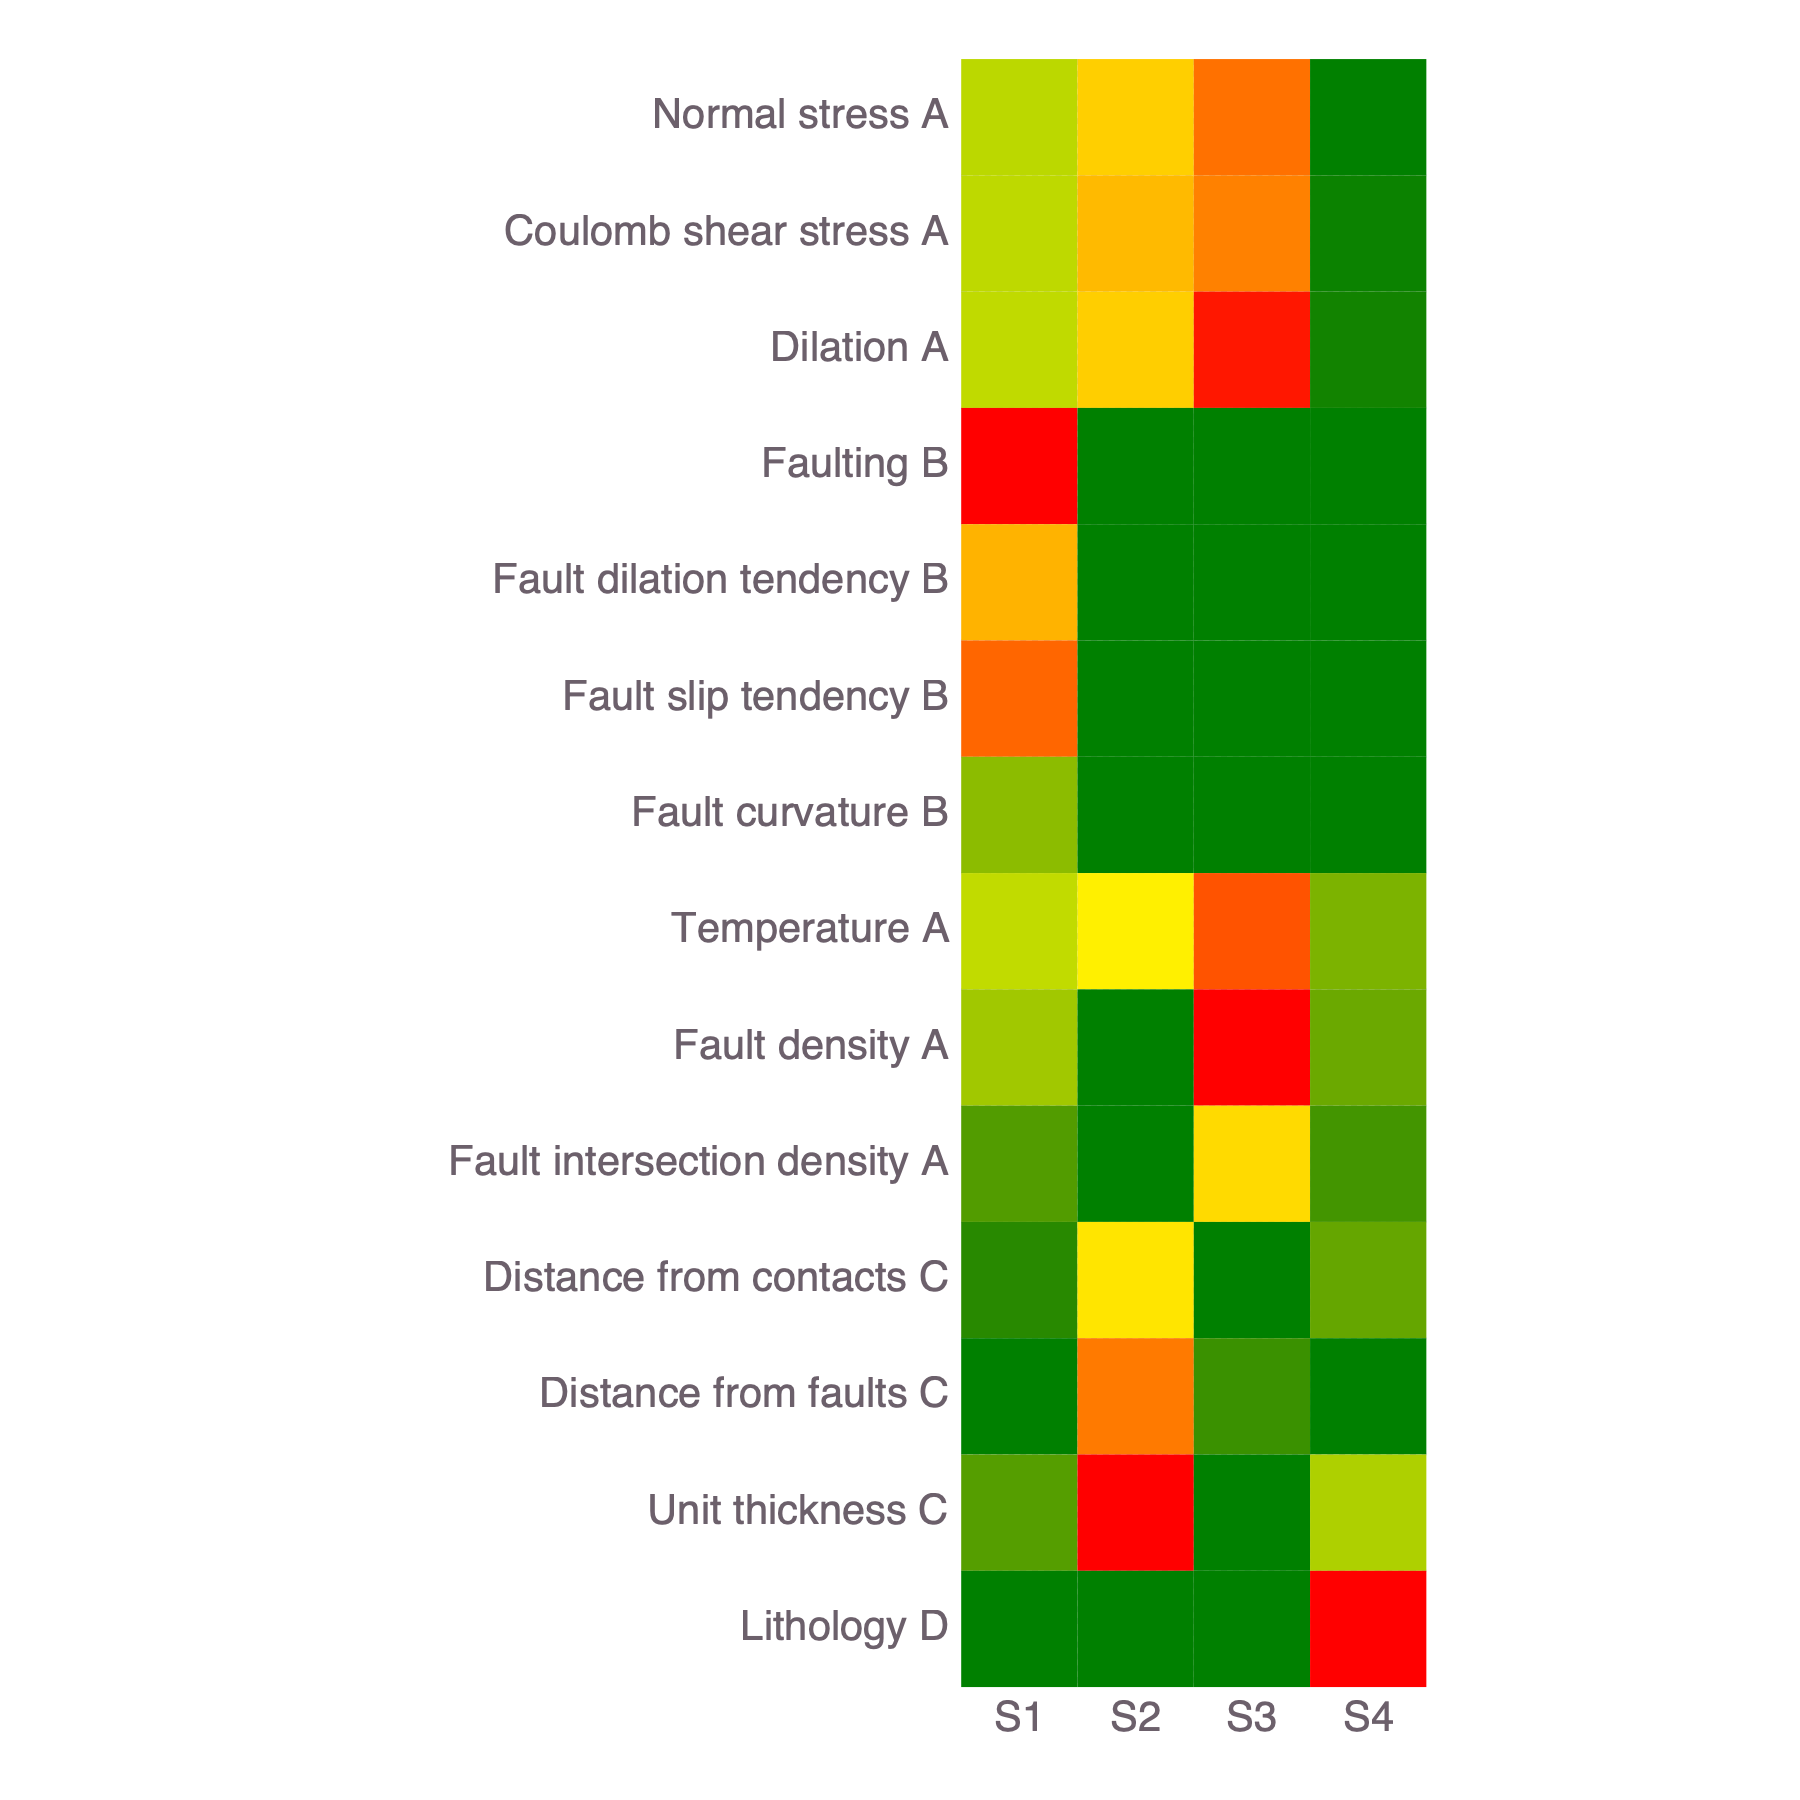 Normal stress A
Coulomb shear stress A
Dilation A
Faulting B
Fault dilation tendency B
Fault slip tendency B
Fault curvature B
Temperature A
Fault density A
Fault intersection density A
Distance from contacts C
Distance from faults C
Unit thickness C
Lithology D
S1 S2 S3 S4